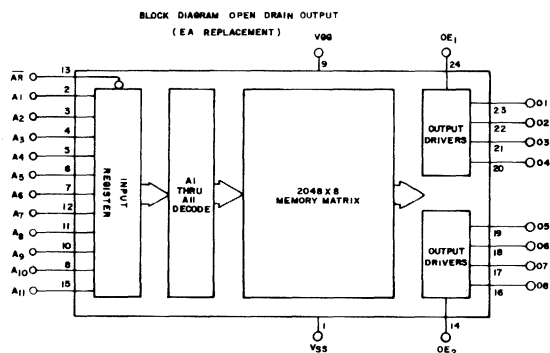 BLOCK DIAGRAM OPEN DRAIN OUTPUT
(EA REPLACEMENT)
VGG
9
OE1
24
AR 13
A1 2
A2 3
A3 4
A4 5
A5 6
A6 7
A7 12
A8 11
A9 10
A10 8
A11 15
INPUT REGISTER
A1
THRU
A11
DECODE
2048 X 8
MEMORY MATRIX
OUTPUT
DRIVERS
23 O1
22 O2
21 O3
20 O4
OUTPUT
DRIVERS
19 O5
18 O6
17 O7
16 O8
1
VSS
14
OE2